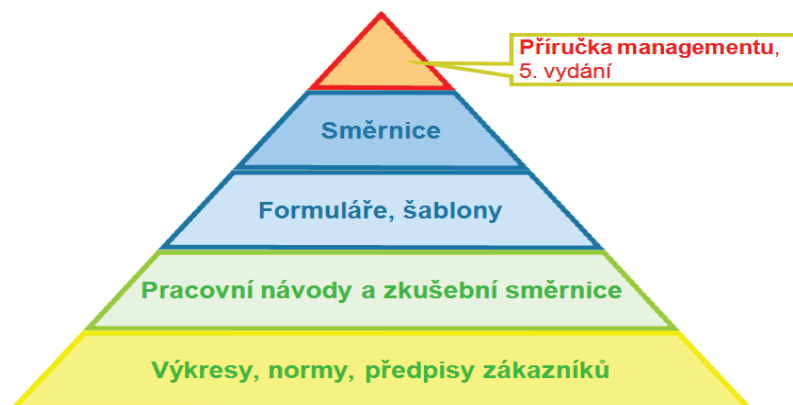 Příručka managementu,
5. vydání
Směrnice
Formuláře, šablony
Pracovní návody a zkušební směrnice
Výkresy, normy, předpisy zákazníků